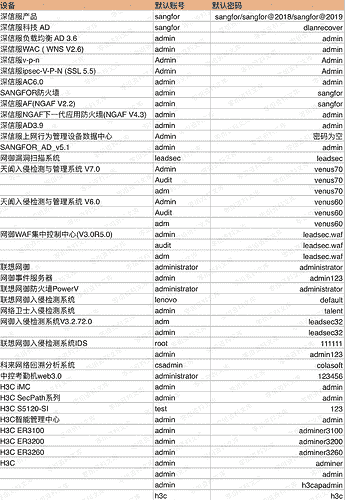 设备 默认账号 默认密码
深信服产品 sangfor sangfor/sangfor@2018/sangfor@2019
深信服科技 AD sangfor dlanrecover
深信服负载均衡 AD 3.6 admin admin
深信服WAC ( WNS V2.6) admin admin
深信服v-p-n Admin Admin
深信服ipsec-V-P-N (SSL 5.5) Admin Admin
深信服AC6.0 admin admin
SANGFOR防火墙 admin sangfor
深信服AF(NGAF V2.2) admin sangfor
深信服NGAF下一代应用防火墙(NGAF V4.3) admin admin
深信服AD3.9 admin admin
深信服上网行为管理设备数据中心 Admin 密码为空
SANGFOR_AD_v5.1 admin admin
网御漏洞扫描系统 leadsec leadsec
天阗入侵检测与管理系统 V7.0 Admin venus70
Audit venus70
adm venus70
天阗入侵检测与管理系统 V6.0 Admin venus60
Audit venus60
adm venus60
网御WAF集中控制中心(V3.0R5.0) admin leadsec.waf
audit leadsec.waf
adm leadsec.waf
联想网御 administrator administrator
网御事件服务器 admin admin123
联想网御防火墙PowerV administrator administrator
联想网御入侵检测系统 lenovo default
网络卫士入侵检测系统 admin talent
网御入侵检测系统V3.2.72.0 adm leadsec32
admin leadsec32
联想网御入侵检测系统IDS root 111111
admin admin123
科来网络回溯分析系统 csadmin colasoft
中控考勤机web3.0 administrator 123456
H3C iMC admin admin
H3C SecPath系列 admin admin
H3C S5120-SI test 123
H3C智能管理中心 admin admin
H3C ER3100 admin adminer3100
H3C ER3200 admin adminer3200
H3C ER3260 admin adminer3260
H3C admin adminer
admin admin
admin h3capadmin
h3c h3c